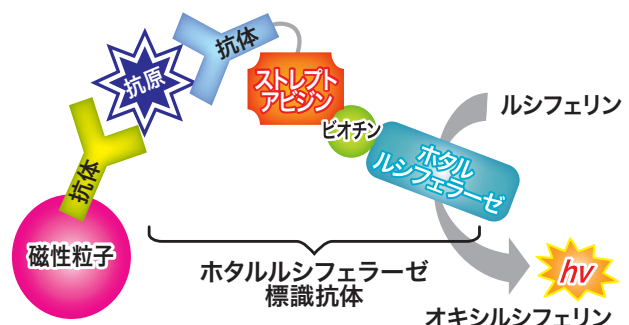 抗体
抗原
ストレプト
アビジン
ビオチン
ルシフェリン
ホタル
ルシフェラーゼ
抗体
磁性粒子
ホタルルシフェラーゼ
標識抗体
hv
オキシルシフェリン